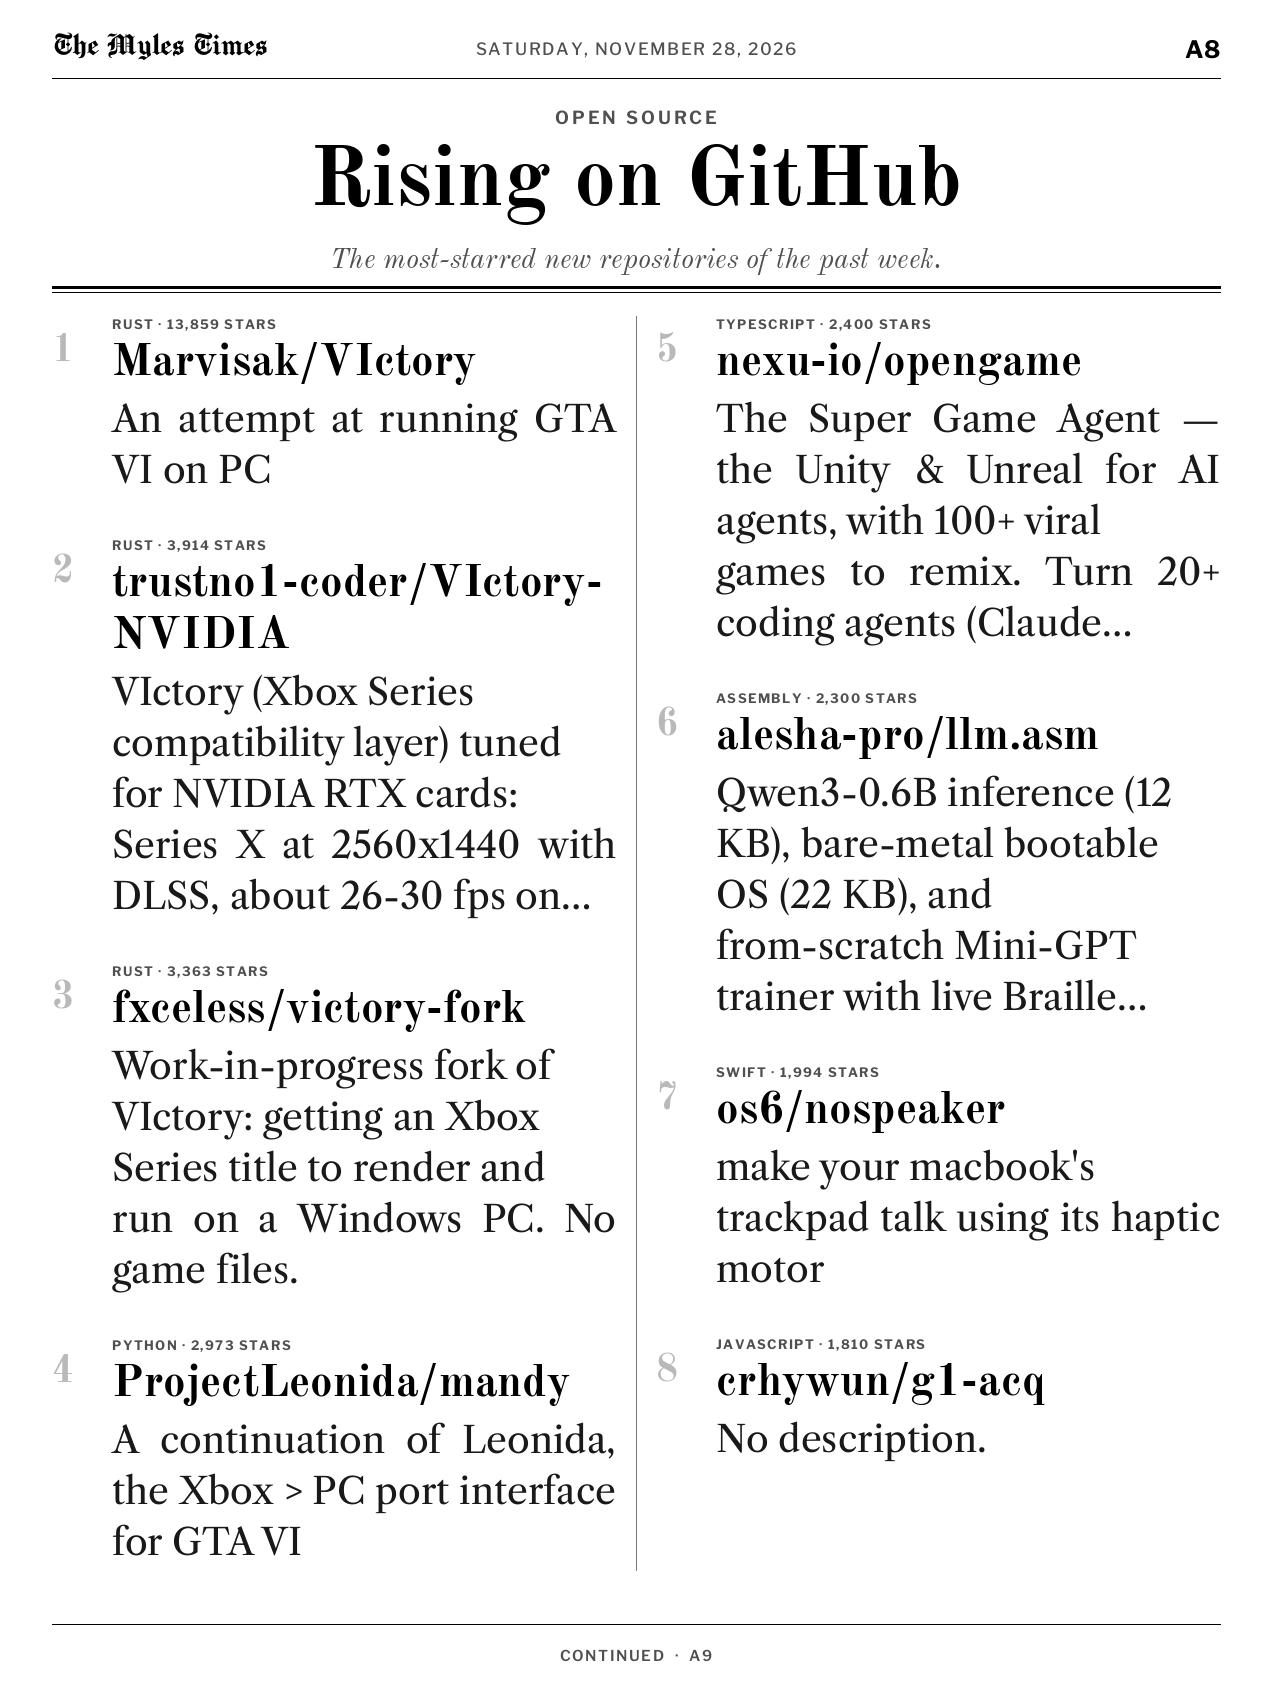 The Myles Times
SATURDAY, NOVEMBER 28, 2026
A8
OPEN SOURCE
Rising on GitHub
The most-starred new repositories of the past week.
1
RUST · 13,859 STARS
Marvisak/VIctory
An attempt at running GTA
VI on PC
2
RUST · 3,914 STARS
trustno1-coder/VIctory-
NVIDIA
VIctory (Xbox Series
compatibility layer) tuned
for NVIDIA RTX cards:
Series X at 2560x1440 with
DLSS, about 26-30 fps on...
3
RUST · 3,363 STARS
fxceless/victory-fork
Work-in-progress fork of
VIctory: getting an Xbox
Series title to render and
run on a Windows PC. No
game files.
4
PYTHON · 2,973 STARS
ProjectLeonida/mandy
A continuation of Leonida,
the Xbox > PC port interface
for GTA VI
5
TYPESCRIPT · 2,400 STARS
nexu-io/opengame
The Super Game Agent —
the Unity & Unreal for AI
agents, with 100+ viral
games to remix. Turn 20+
coding agents (Claude...
6
ASSEMBLY · 2,300 STARS
alesha-pro/llm.asm
Qwen3-0.6B inference (12
KB), bare-metal bootable
OS (22 KB), and
from-scratch Mini-GPT
trainer with live Braille...
7
SWIFT · 1,994 STARS
os6/nospeaker
make your macbook's
trackpad talk using its haptic
motor
8
JAVASCRIPT · 1,810 STARS
crhywun/g1-acq
No description.
CONTINUED · A9